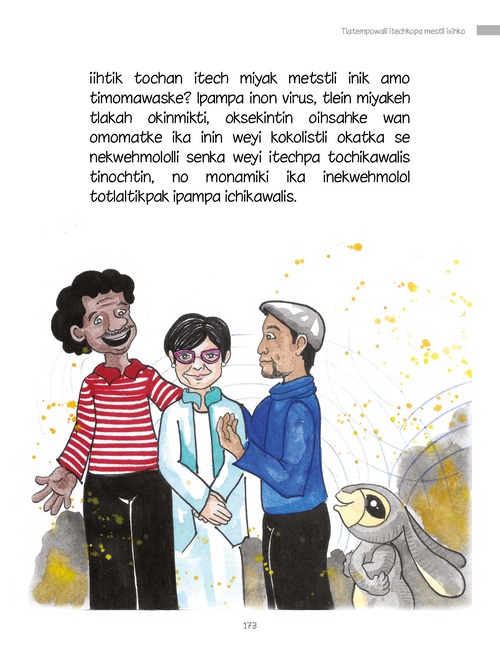 Tlatempowalli itechkopa mestli ixihko
iihtik tochan itech miyak metstli inik amo
timomawaske? Ipampa inon virus, tlein miyakeh
tlakah okinmikti, oksekintin oihsahke wan
omomatke ika inin weyi kokolistli okatka se
nekwehmololli senka weyi itechpa tochikawalis
tinochtin, no monamiki ika inekwehmolol
totlaltikpak ipampa ichikawalis.
173